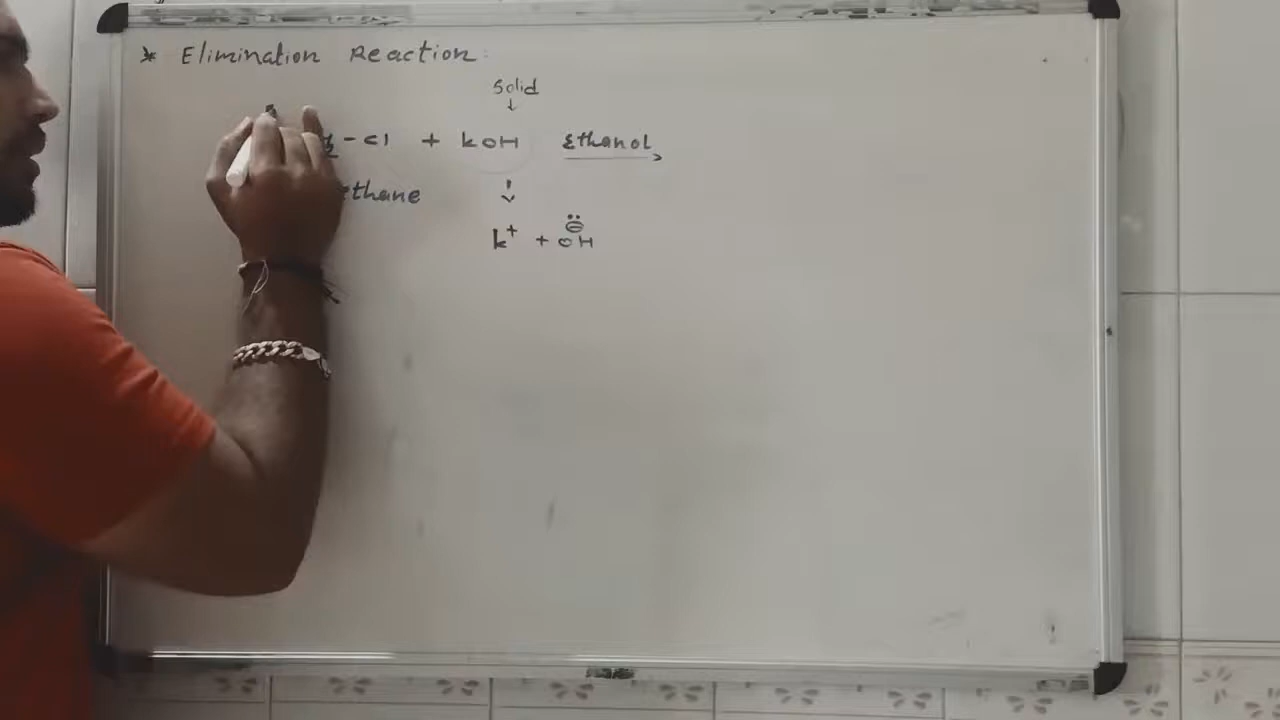 * Elimination Reaction:
Solid
↓
- Cl + KOH Ethanol
ethane ↓
K⁺ + OH